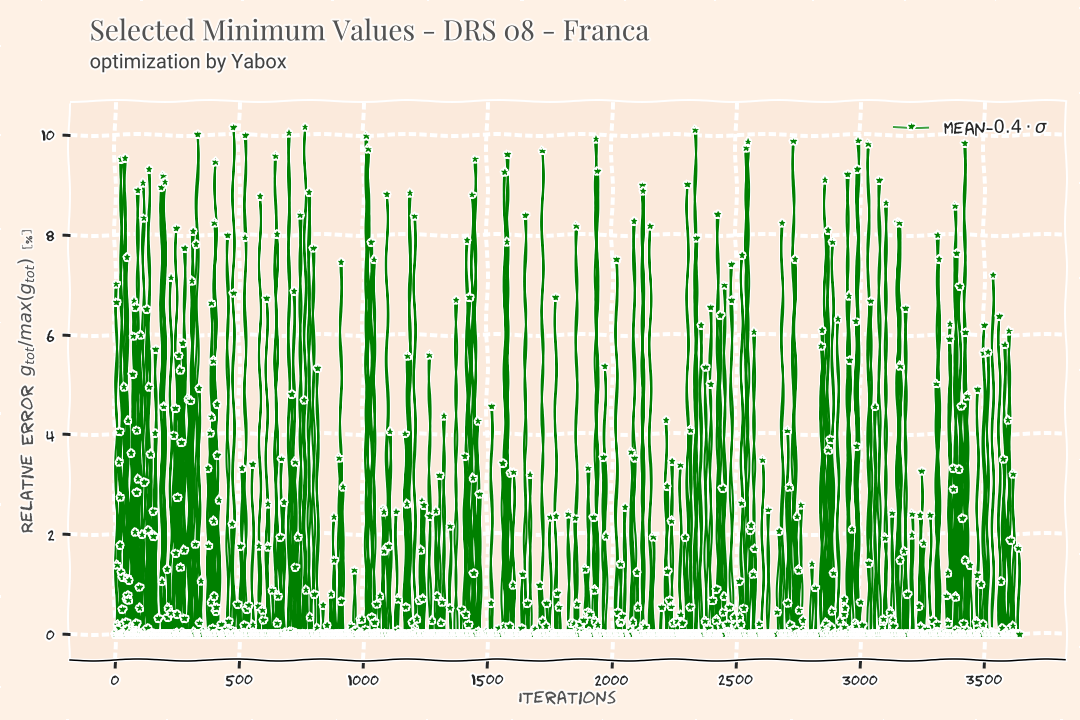 Selected Minimum Values - DRS 08 - Franca
optimization by Yabox
MEAN-0.4 · σ
RELATIVE ERROR g_tot/max(g_tot) [%]
10
8
6
4
2
0
0 500 1000 1500 2000 2500 3000 3500
ITERATIONS